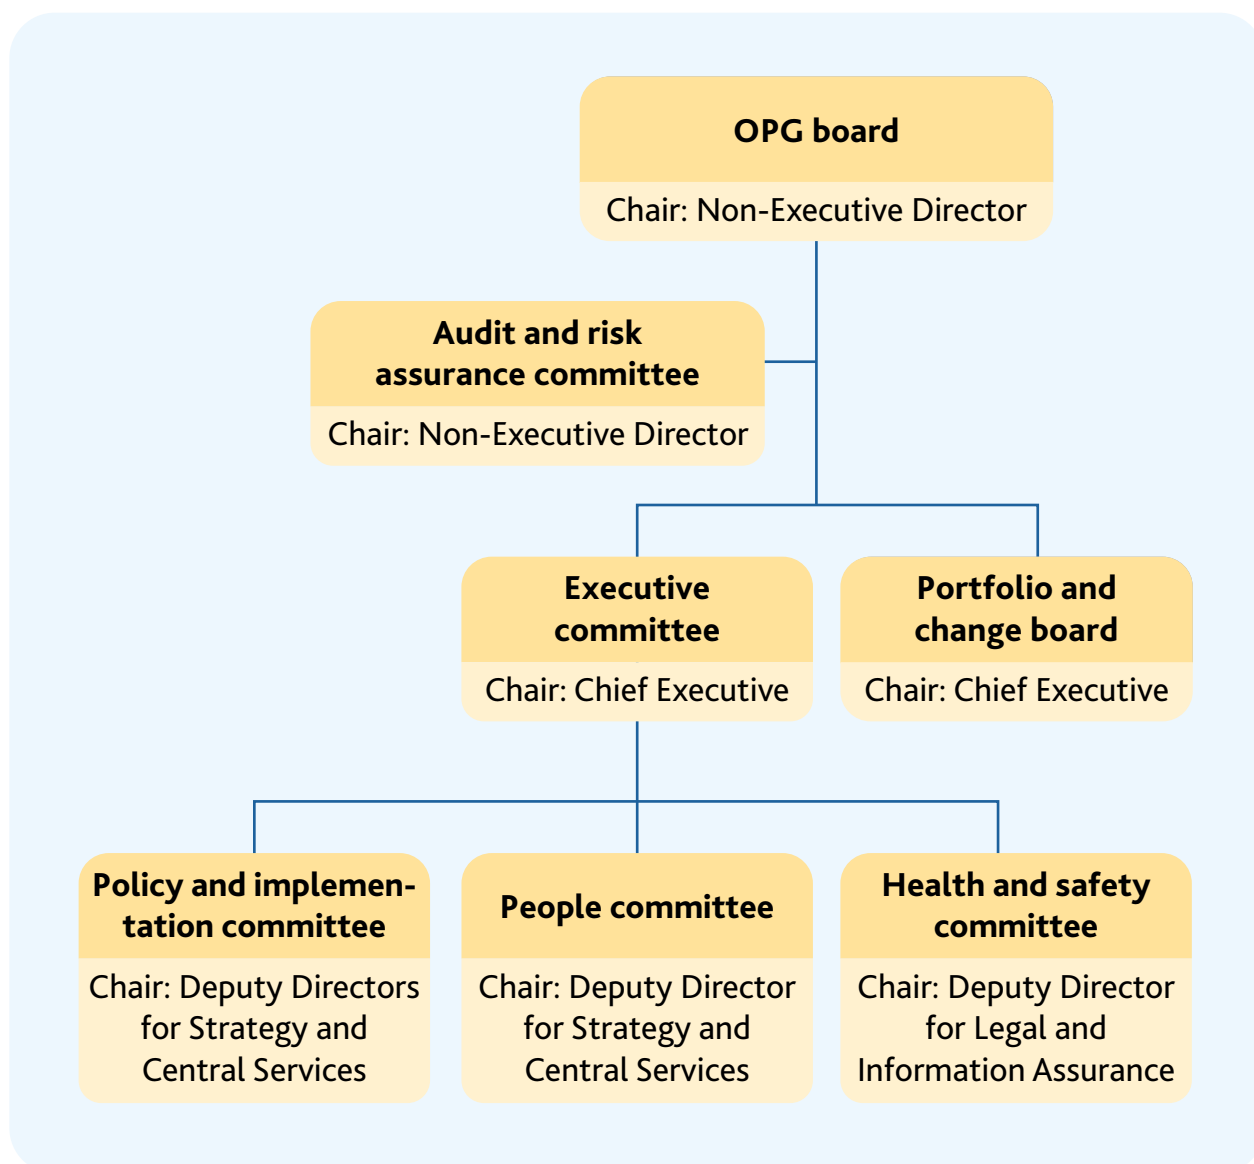 OPG board
Chair: Non-Executive Director
Audit and risk
assurance committee
Chair: Non-Executive Director
Executive
committee
Chair: Chief Executive
Portfolio and
change board
Chair: Chief Executive
Policy and implemen-
tation committee
Chair: Deputy Directors
for Strategy and
Central Services
People committee
Chair: Deputy Director
for Strategy and
Central Services
Health and safety
committee
Chair: Deputy Director
for Legal and
Information Assurance